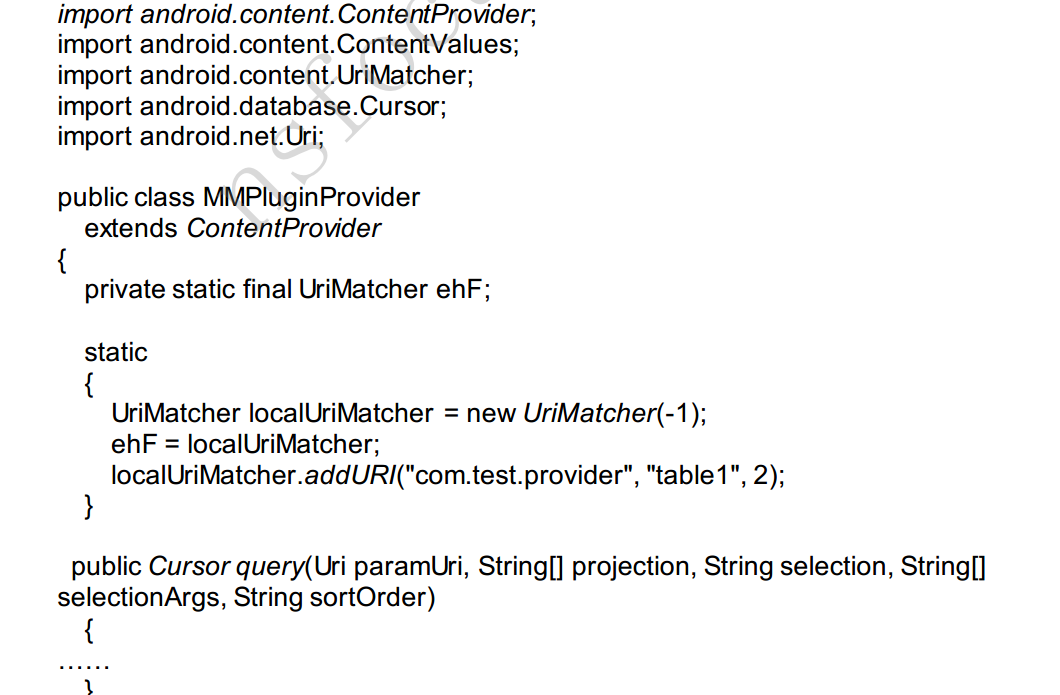 import android.content.ContentProvider;
import android.content.ContentValues;
import android.content.UriMatcher;
import android.database.Cursor;
import android.net.Uri;
public class MMPluginProvider
extends ContentProvider
{
private static final UriMatcher ehF;
static
{
UriMatcher localUriMatcher = new UriMatcher(-1);
ehF = localUriMatcher;
localUriMatcher.addURI("com.test.provider", "table1", 2);
}
public Cursor query(Uri paramUri, String[] projection, String selection, String[]
selectionArgs, String sortOrder)
{
......
}